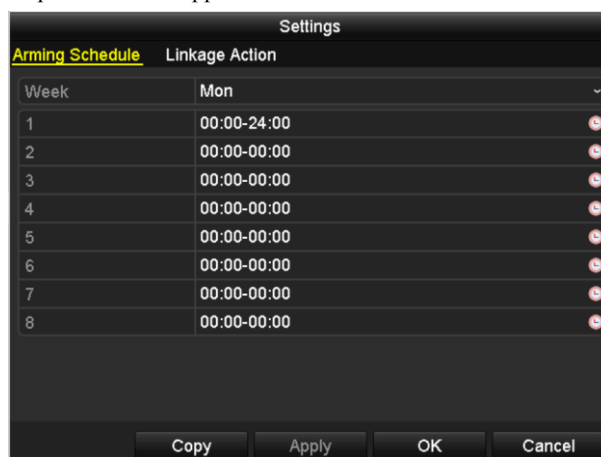 Settings
Arming Schedule Linkage Action
Week Mon
1 00:00-24:00
2 00:00-00:00
3 00:00-00:00
4 00:00-00:00
5 00:00-00:00
6 00:00-00:00
7 00:00-00:00
8 00:00-00:00
Copy Apply OK Cancel